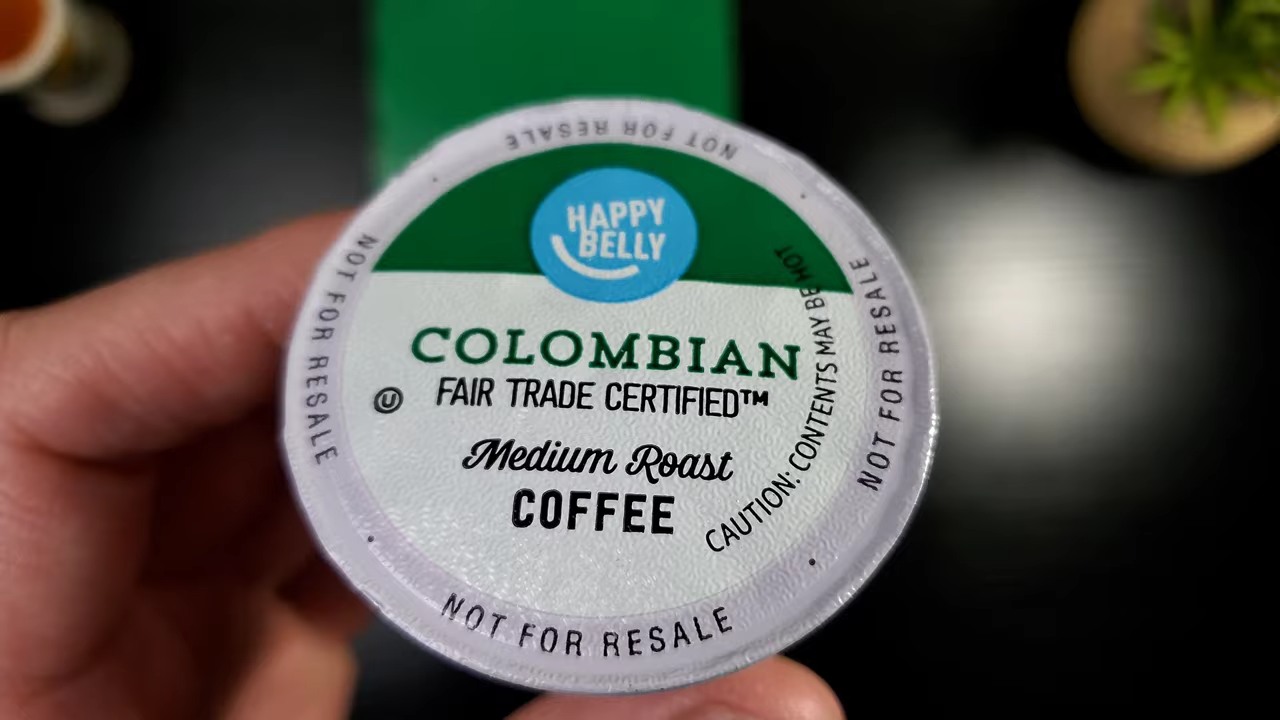 NOT FOR RESALE
HAPPY
BELLY
COLOMBIAN
FAIR TRADE CERTIFIED™
U
Medium Roast
COFFEE
CAUTION: CONTENTS MAY BE HOT
NOT FOR RESALE
NOT FOR RESALE
NOT FOR RESALE